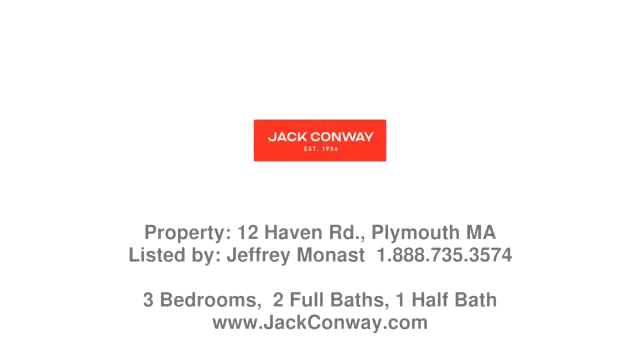 JACK CONWAY
EST. 1956
Property: 12 Haven Rd., Plymouth MA
Listed by: Jeffrey Monast  1.888.735.3574
3 Bedrooms,  2 Full Baths, 1 Half Bath
www.JackConway.com